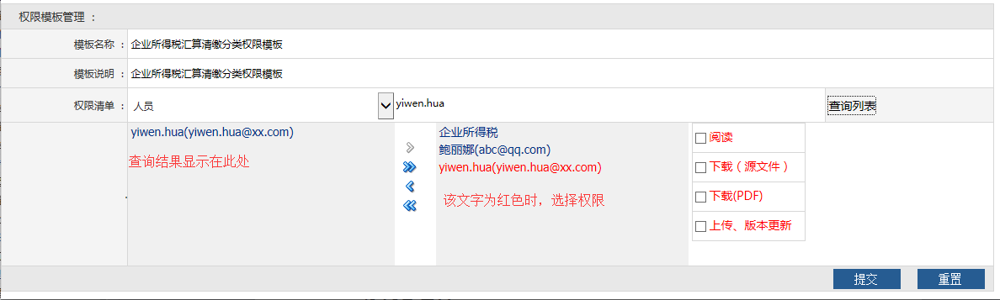 权限模板管理 ：
模板名称 ： 企业所得税汇算清缴分类权限模板
模板说明 ： 企业所得税汇算清缴分类权限模板
权限清单 ： 人员 yiwen.hua 查询列表
yiwen.hua(yiwen.hua@xx.com)
查询结果显示在此处
企业所得税
鲍丽娜(abc@qq.com)
yiwen.hua(yiwen.hua@xx.com)
该文字为红色时，选择权限
阅读
下载（源文件）
下载(PDF)
上传、版本更新
提交 重置